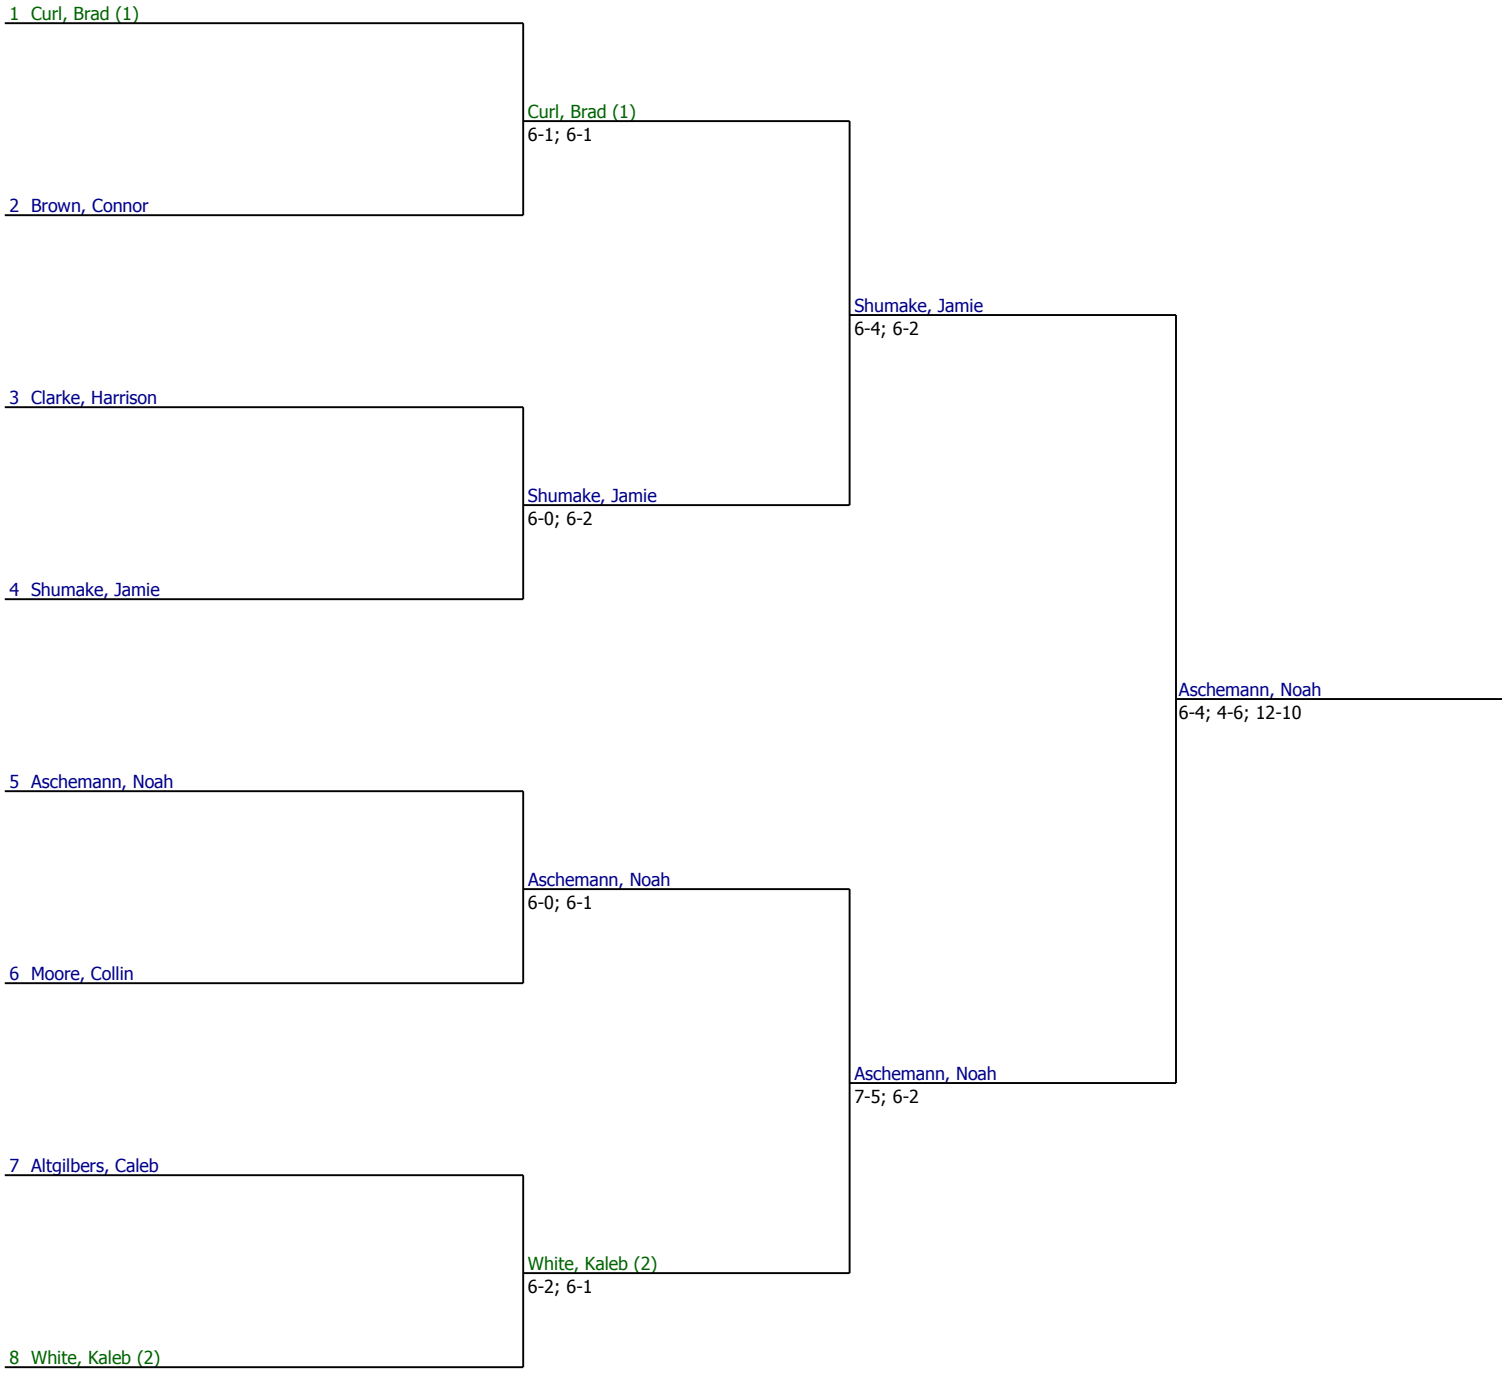 1 Curl, Brad (1)
Curl, Brad (1)
6-1; 6-1
2 Brown, Connor
Shumake, Jamie
6-4; 6-2
3 Clarke, Harrison
Shumake, Jamie
6-0; 6-2
4 Shumake, Jamie
Aschemann, Noah
6-4; 4-6; 12-10
5 Aschemann, Noah
Aschemann, Noah
6-0; 6-1
6 Moore, Collin
Aschemann, Noah
7-5; 6-2
7 Altgilbers, Caleb
White, Kaleb (2)
6-2; 6-1
8 White, Kaleb (2)